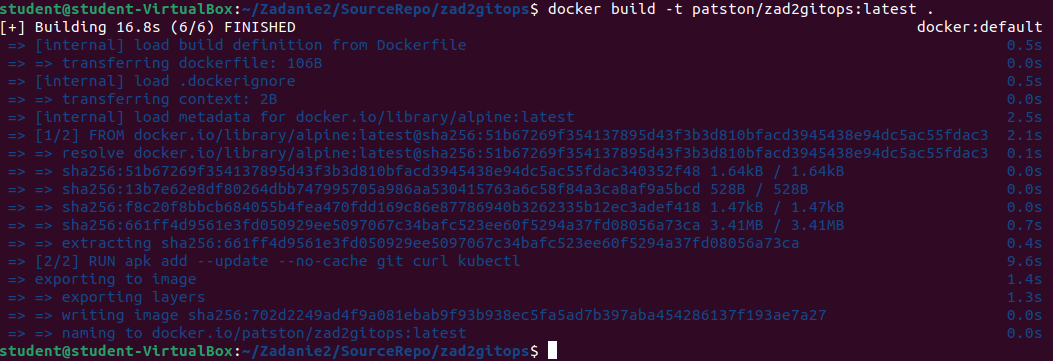 student@student-VirtualBox:~/Zadanie2/SourceRepo/zad2gitops$ docker build -t patston/zad2gitops:latest .
[+] Building 16.8s (6/6) FINISHED docker:default
=> [internal] load build definition from Dockerfile 0.5s
=> => transferring dockerfile: 106B 0.0s
=> [internal] load .dockerignore 0.5s
=> => transferring context: 2B 0.0s
=> [internal] load metadata for docker.io/library/alpine:latest 2.5s
=> [1/2] FROM docker.io/library/alpine:latest@sha256:51b67269f354137895d43f3b3d810bfacd3945438e94dc5ac55fdac3 2.1s
=> => resolve docker.io/library/alpine:latest@sha256:51b67269f354137895d43f3b3d810bfacd3945438e94dc5ac55fdac3 0.1s
=> => sha256:51b67269f354137895d43f3b3d810bfacd3945438e94dc5ac55fdac340352f48 1.64kB / 1.64kB 0.0s
=> => sha256:13b7e62e8df80264dbb747995705a986aa530415763a6c58f84a3ca8af9a5bcd 528B / 528B 0.0s
=> => sha256:f8c20f8bbcb684055b4fea470fdd169c86e87786940b3262335b12ec3adef418 1.47kB / 1.47kB 0.0s
=> => sha256:661ff4d9561e3fd050929ee5097067c34bafc523ee60f5294a37fd08056a73ca 3.41MB / 3.41MB 0.7s
=> => extracting sha256:661ff4d9561e3fd050929ee5097067c34bafc523ee60f5294a37fd08056a73ca 0.4s
=> [2/2] RUN apk add --update --no-cache git curl kubectl 9.6s
=> exporting to image 1.4s
=> => exporting layers 1.3s
=> => writing image sha256:702d2249ad4f9a081ebab9f93b938ec5fa5ad7b397aba454286137f193ae7a27 0.0s
=> => naming to docker.io/patston/zad2gitops:latest 0.0s
student@student-VirtualBox:~/Zadanie2/SourceRepo/zad2gitops$